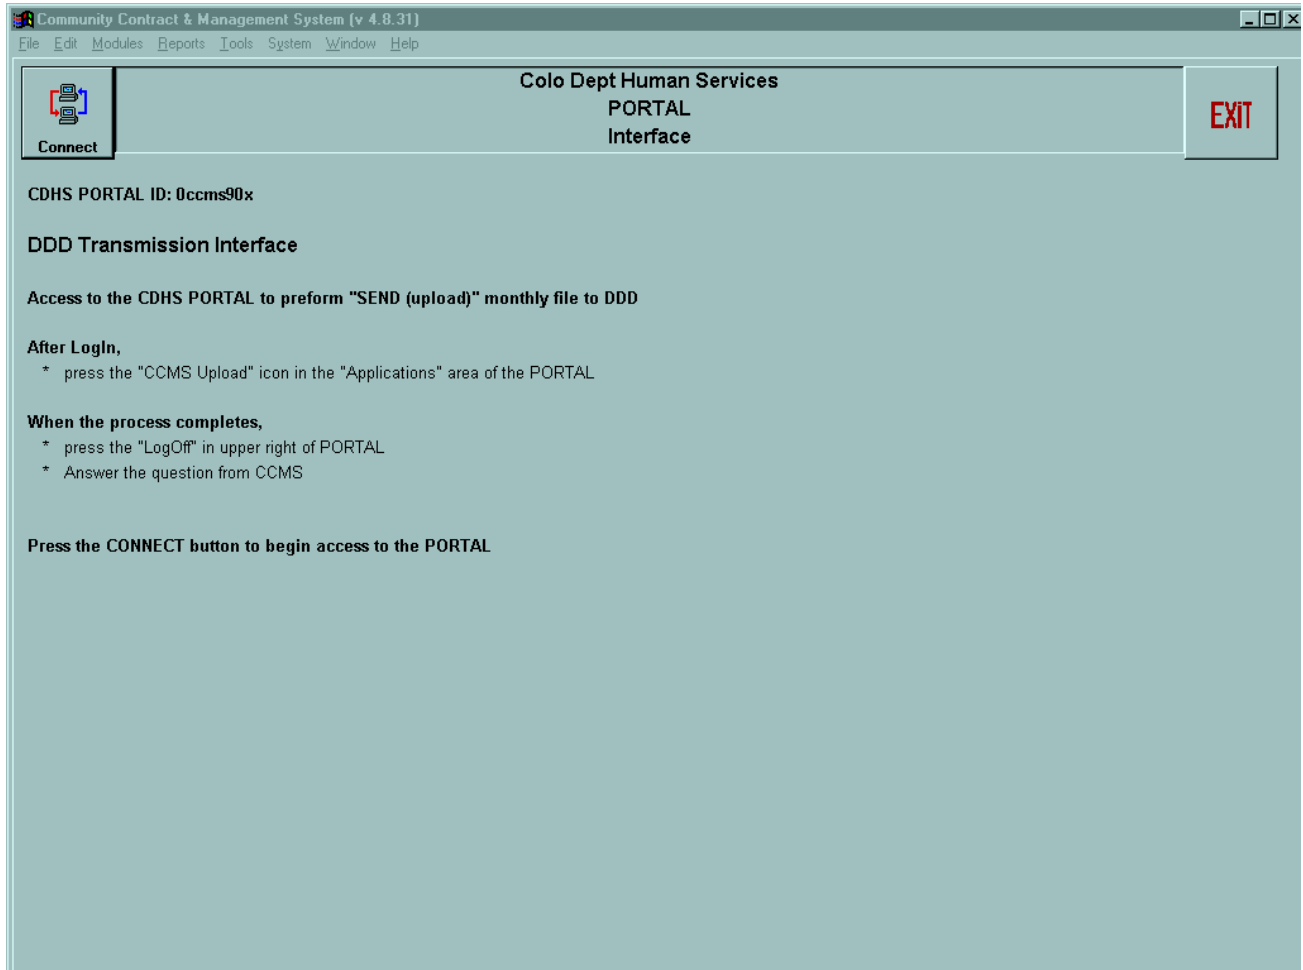 Community Contract & Management System (v 4.8.31)
File Edit Modules Reports Tools System Window Help
Connect
Colo Dept Human Services
PORTAL
Interface
EXIT
CDHS PORTAL ID: 0ccms90x
DDD Transmission Interface
Access to the CDHS PORTAL to preform "SEND (upload)" monthly file to DDD
After LogIn,
* press the "CCMS Upload" icon in the "Applications" area of the PORTAL
When the process completes,
* press the "LogOff" in upper right of PORTAL
* Answer the question from CCMS
Press the CONNECT button to begin access to the PORTAL